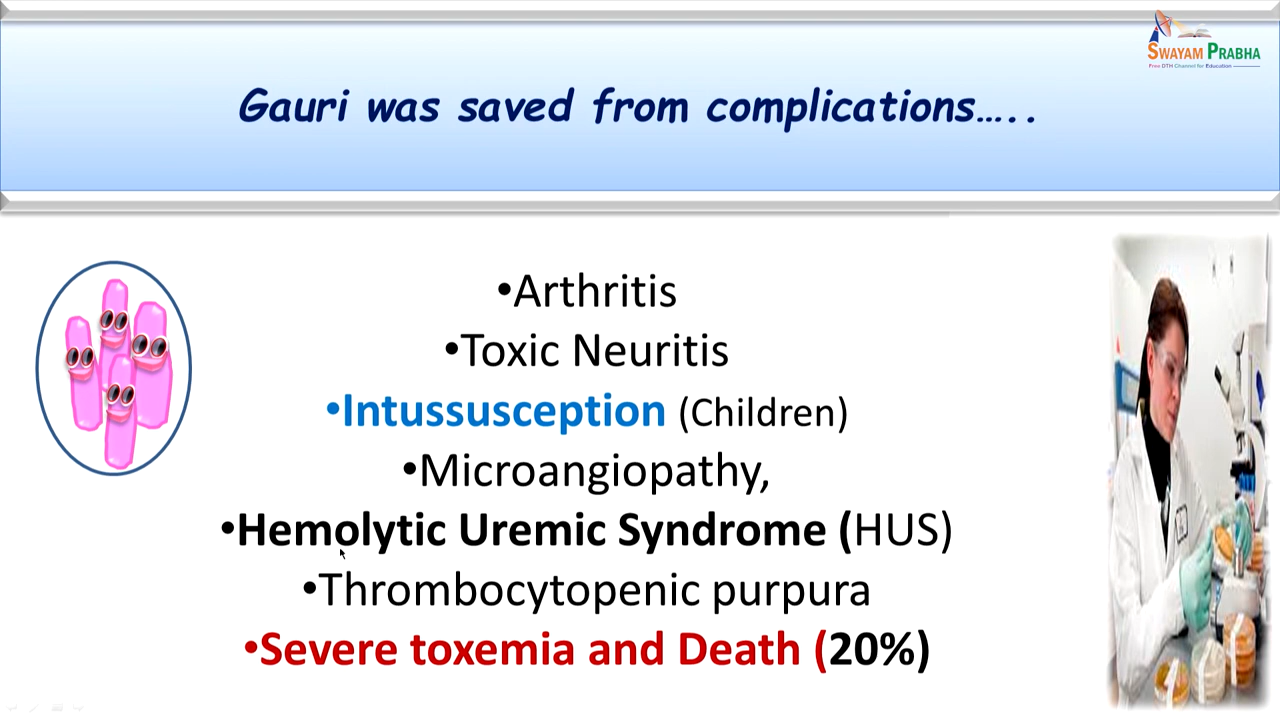 SWAYAM PRABHA
Free DTH Channel for Education
Gauri was saved from complications.....
•Arthritis
•Toxic Neuritis
•Intussusception (Children)
•Microangiopathy,
•Hemolytic Uremic Syndrome (HUS)
•Thrombocytopenic purpura
•Severe toxemia and Death (20%)